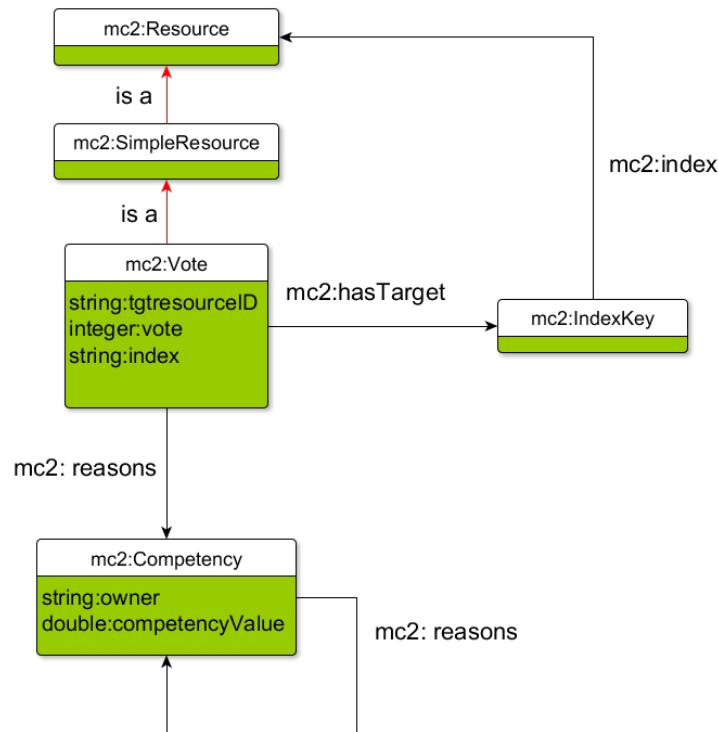 mc2:Resource
is a
mc2:SimpleResource
mc2:index
is a
mc2:Vote
string:tgtresourceID
integer:vote
string:index
mc2:hasTarget
mc2:IndexKey
mc2: reasons
mc2:Competency
string:owner
double:competencyValue
mc2: reasons